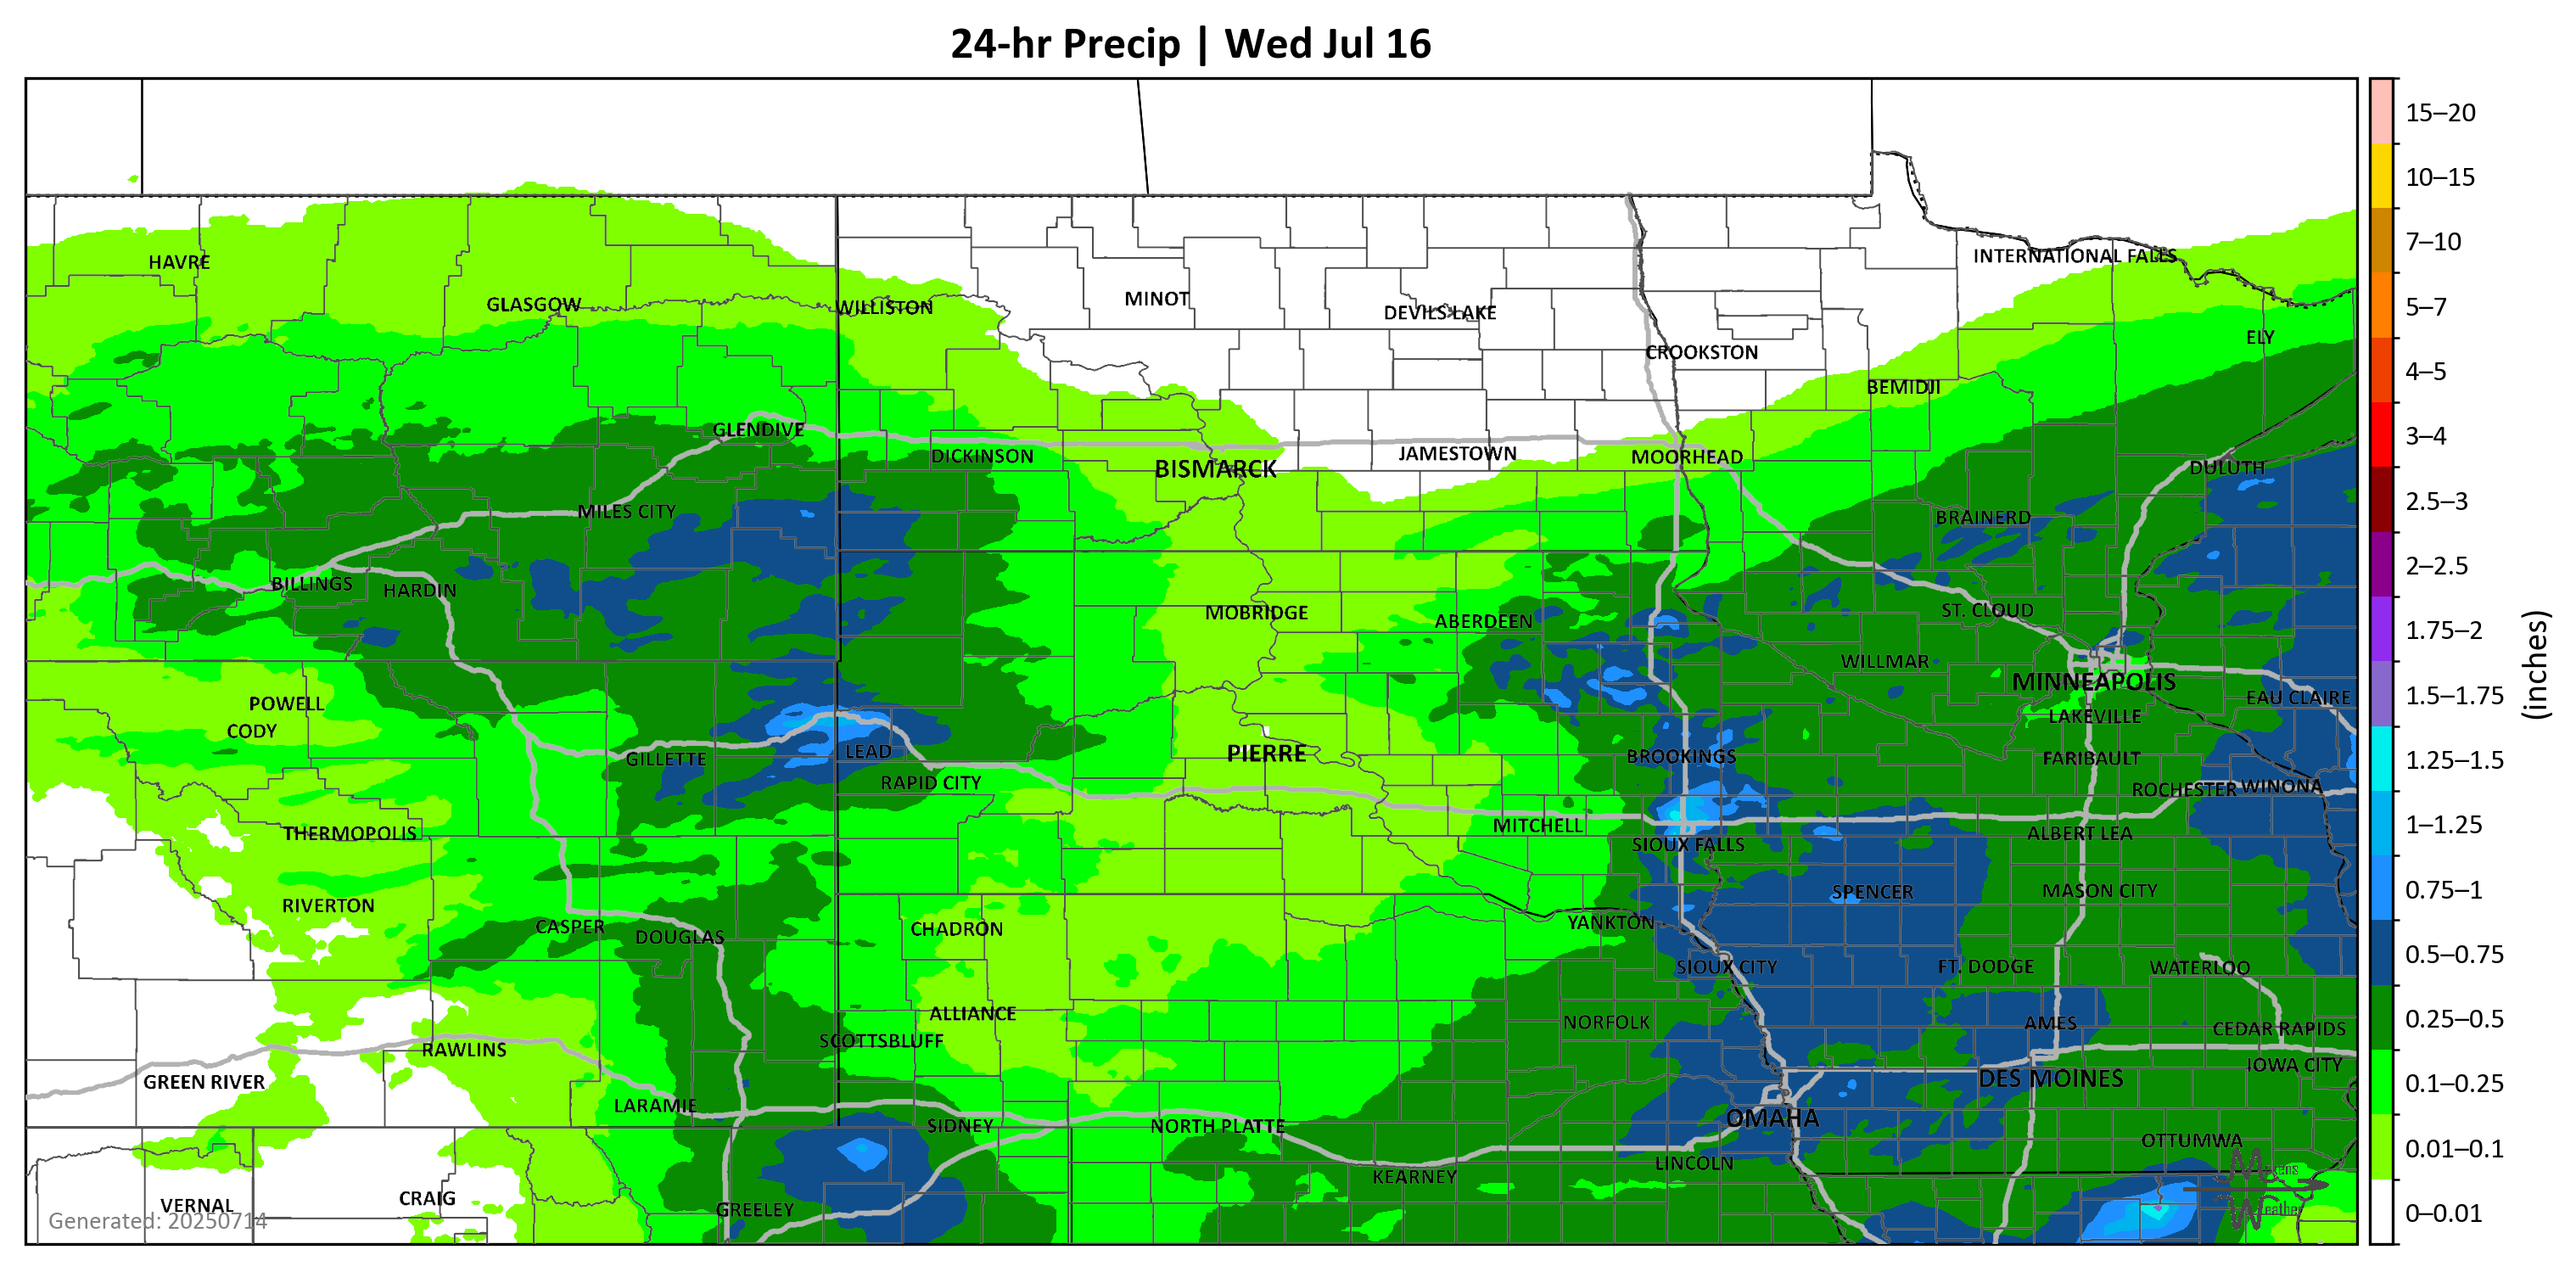 24-hr Precip | Wed Jul 16
15–20
10–15
7–10
5–7
4–5
3–4
2.5–3
2–2.5
1.75–2
1.5–1.75
1.25–1.5
1–1.25
0.75–1
0.5–0.75
0.25–0.5
0.1–0.25
0.01–0.1
0–0.01
(inches)
HAVRE
INTERNATIONAL FALLS
GLASGOW
WILLISTON
MINOT
DEVILS LAKE
ELY
CROOKSTON
BEMIDJI
GLENDIVE
DICKINSON
BISMARCK
JAMESTOWN
MOORHEAD
DULUTH
MILES CITY
BRAINERD
BILLINGS
HARDIN
MOBRIDGE
ABERDEEN
ST. CLOUD
WILLMAR
MINNEAPOLIS
EAU CLAIRE
POWELL
CODY
LAKEVILLE
GILLETTE
LEAD
PIERRE
BROOKINGS
FARIBAULT
RAPID CITY
ROCHESTER
WINONA
THERMOPOLIS
MITCHELL
ALBERT LEA
SIOUX FALLS
RIVERTON
SPENCER
MASON CITY
CASPER
DOUGLAS
CHADRON
YANKTON
SIOUX CITY
FT. DODGE
WATERLOO
ALLIANCE
NORFOLK
AMES
CEDAR RAPIDS
SCOTTSBLUFF
RAWLINS
IOWA CITY
GREEN RIVER
DES MOINES
LARAMIE
SIDNEY
NORTH PLATTE
OMAHA
OTTUMWA
LINCOLN
KEARNEY
VERNAL
CRAIG
GREELEY
Generated: 20250714